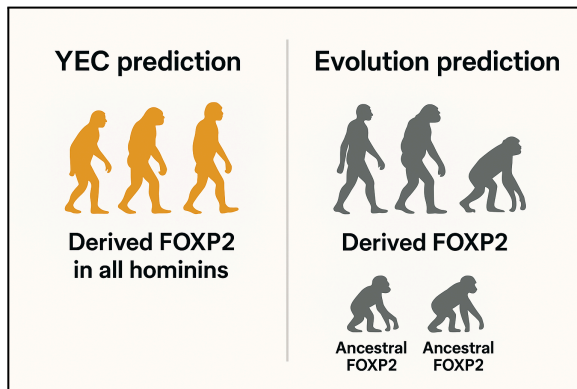 YEC prediction
Derived FOXP2
in all hominins
Evolution prediction
Derived FOXP2
Ancestral
FOXP2
Ancestral
FOXP2